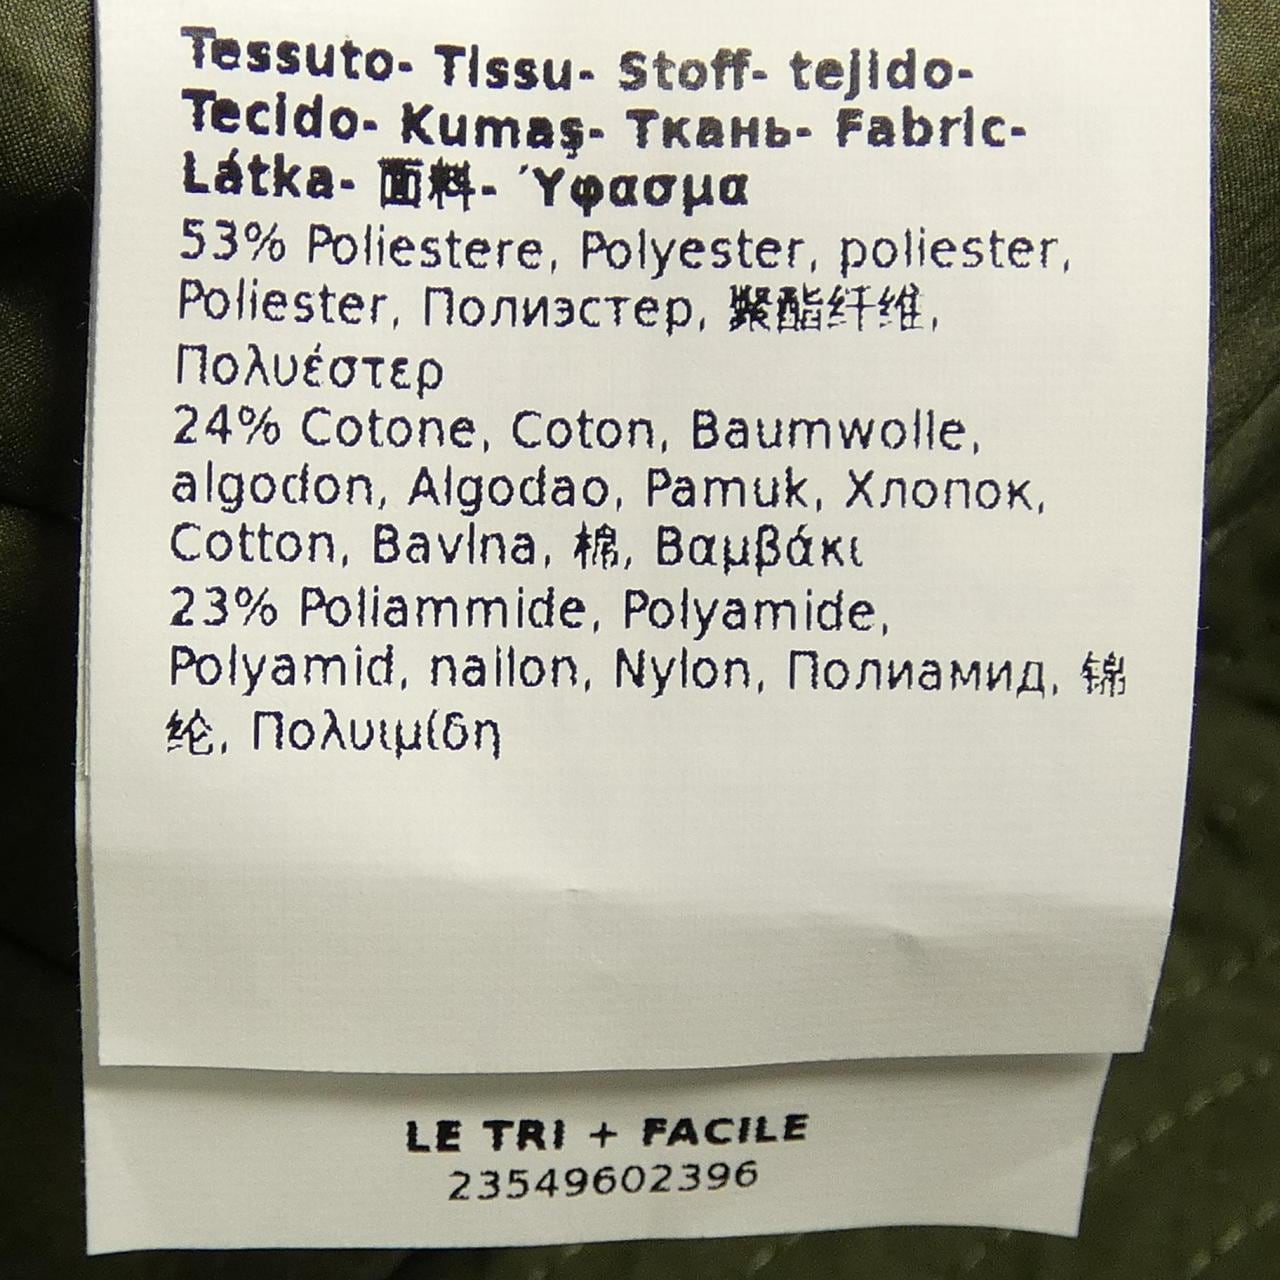 Tessuto- Tissu- Stoff- tejido-
Tecido- Kumaş- Ткань- Fabric-
Látka- 面料- Ύφασμα
53% Poliestere, Polyester, poliester,
Poliester, Полиэстер, 聚酯纤维,
Πολυέστερ
24% Cotone, Coton, Baumwolle,
algodon, Algodao, Pamuk, Хлопок,
Cotton, Bavlna, 棉, Βαμβάκι
23% Poliammide, Polyamide,
Polyamid, nailon, Nylon, Полиамид, 锦
纶, Πολυιμίδη
LE TRI + FACILE
23549602396